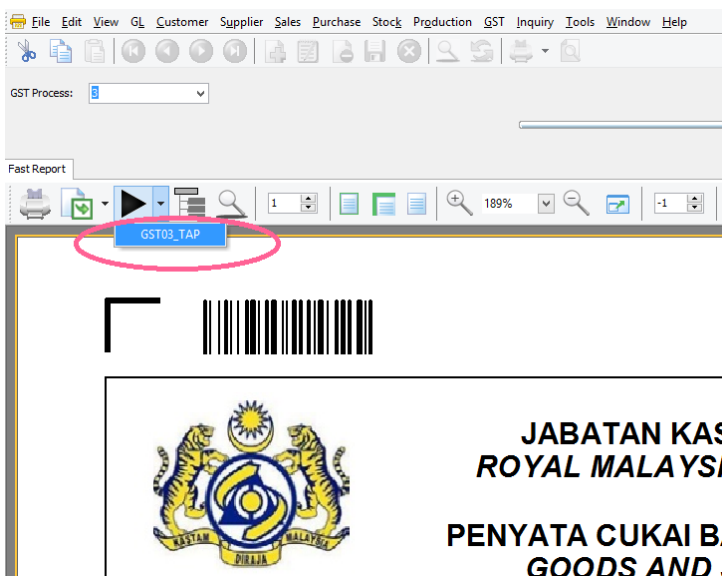 File Edit View GL Customer Supplier Sales Purchase Stock Production GST Inquiry Tools Window Help
GST Process: 3
Fast Report
1 189% -1
GST03_TAP
JABATAN KAS
ROYAL MALAYSI
KASTAM DIRAJA MALAYSIA
PENYATA CUKAI BA
GOODS AND